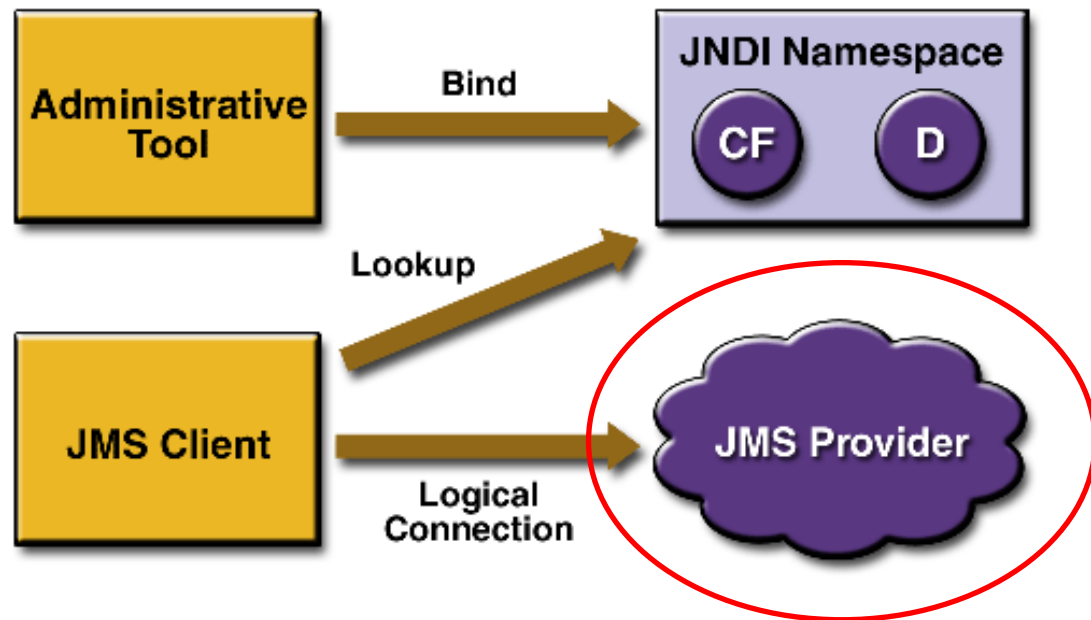 Administrative
Tool
Bind
JNDI Namespace
CF
D
Lookup
JMS Client
Logical
Connection
JMS Provider